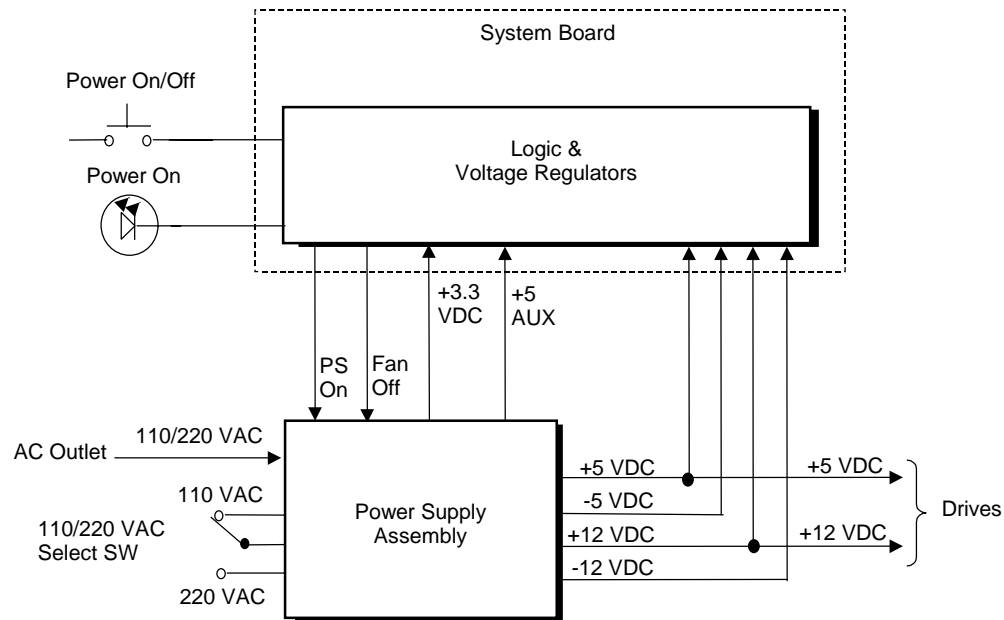 System Board
Power On/Off
Logic &
Voltage Regulators
Power On
+3.3
VDC
+5
AUX
PS
On
Fan
Off
AC Outlet
110/220 VAC
110 VAC
110/220 VAC
Select SW
220 VAC
Power Supply
Assembly
+5 VDC
+5 VDC
-5 VDC
+12 VDC
+12 VDC
-12 VDC
Drives